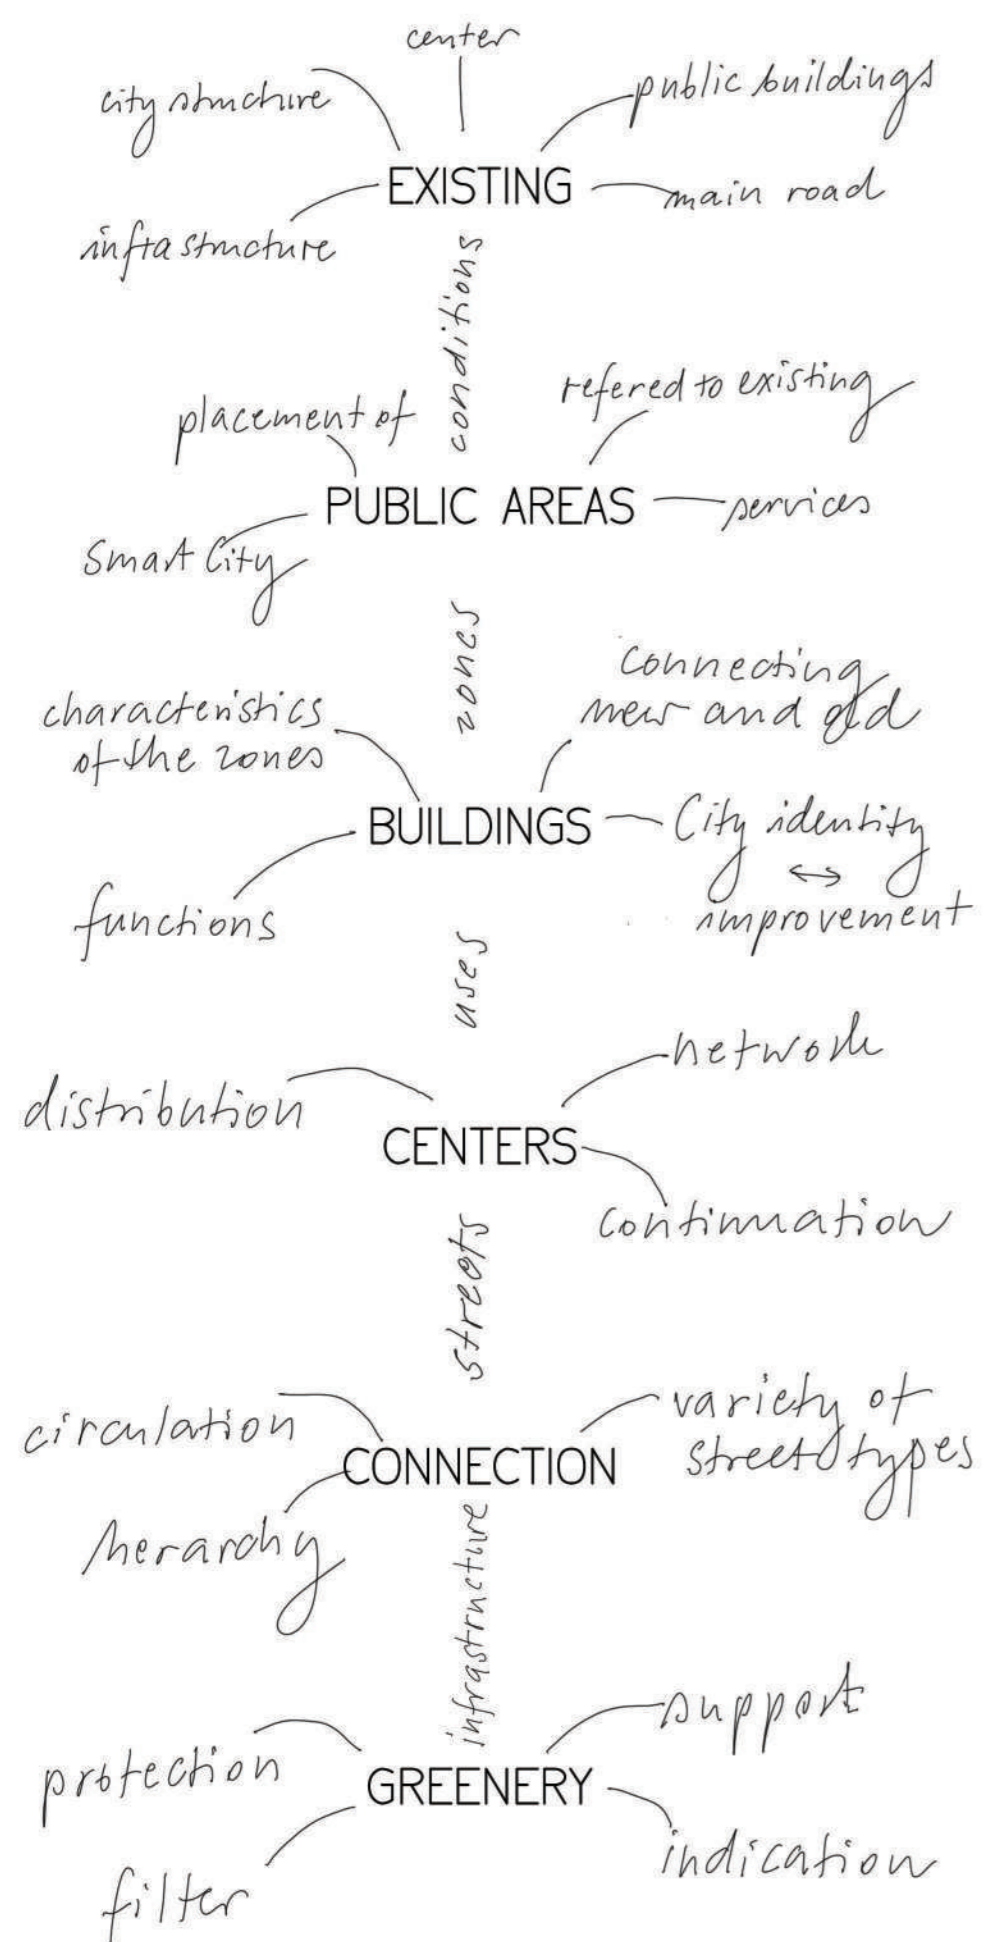 center
city structure
public buildings
EXISTING
main road
infrastructure
conditions
refered to existing
placement of
PUBLIC AREAS
services
Smart City
zones
connecting
new and old
characteristics
of the zones
BUILDINGS
City identity
↔
improvement
functions
uses
network
distribution
CENTERS
continuation
streets
variety of
street types
circulation
CONNECTION
hierarchy
infrastructure
support
protection
GREENERY
indication
filter